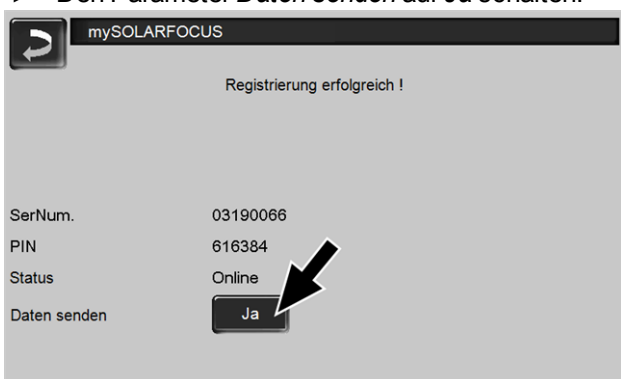 Den Parameter Daten senden auf Ja schalten.
mySOLARFOCUS
Registrierung erfolgreich !
SerNum. 03190066
PIN 616384
Status Online
Daten senden Ja